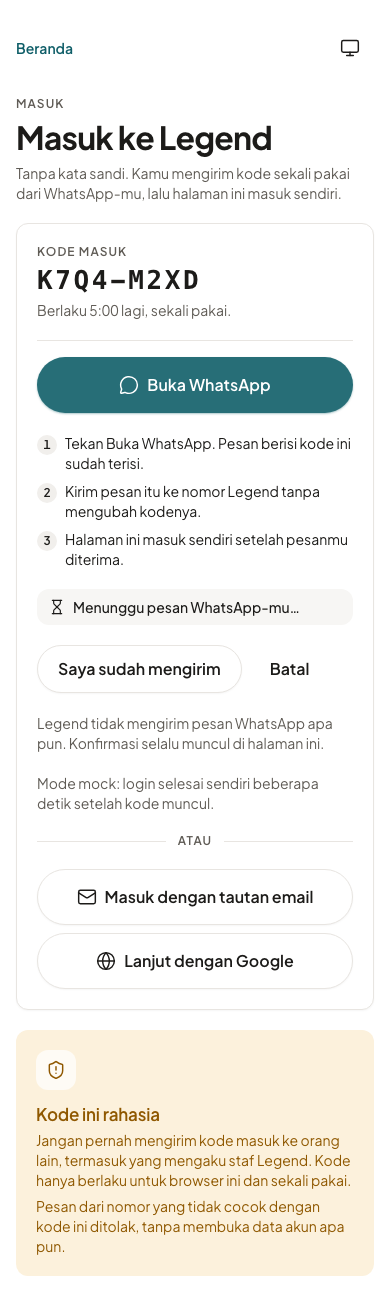 Beranda
MASUK
Masuk ke Legend
Tanpa kata sandi. Kamu mengirim kode sekali pakai
dari WhatsApp-mu, lalu halaman ini masuk sendiri.
KODE MASUK
K7Q4–M2XD
Berlaku 5:00 lagi, sekali pakai.
Buka WhatsApp
1 Tekan Buka WhatsApp. Pesan berisi kode ini
sudah terisi.
2 Kirim pesan itu ke nomor Legend tanpa
mengubah kodenya.
3 Halaman ini masuk sendiri setelah pesanmu
diterima.
Menunggu pesan WhatsApp-mu…
Saya sudah mengirim Batal
Legend tidak mengirim pesan WhatsApp apa
pun. Konfirmasi selalu muncul di halaman ini.
Mode mock: login selesai sendiri beberapa
detik setelah kode muncul.
ATAU
Masuk dengan tautan email
Lanjut dengan Google
Kode ini rahasia
Jangan pernah mengirim kode masuk ke orang
lain, termasuk yang mengaku staf Legend. Kode
hanya berlaku untuk browser ini dan sekali pakai.
Pesan dari nomor yang tidak cocok dengan
kode ini ditolak, tanpa membuka data akun apa
pun.